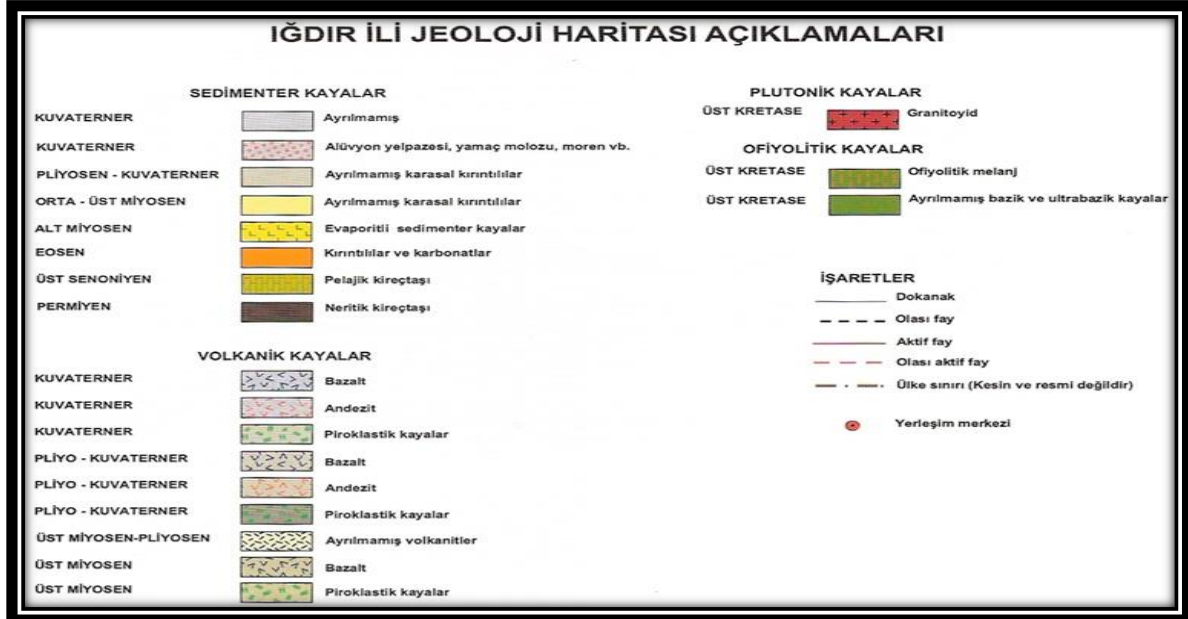 IĞDIR İLİ JEOLOJİ HARİTASI AÇIKLAMALARI
SEDİMENTER KAYALAR
KUVATERNER Ayrılmamış
KUVATERNER Alüvyon yelpazesi, yamaç molozu, moren vb.
PLİYOSEN - KUVATERNER Ayrılmamış karasal kırıntılılar
ORTA - ÜST MİYOSEN Ayrılmamış karasal kırıntılılar
ALT MİYOSEN Evaporitli sedimenter kayalar
EOSEN Kırıntılılar ve karbonatlar
ÜST SENONİYEN Pelajik kireçtaşı
PERMİYEN Neritik kireçtaşı
VOLKANİK KAYALAR
KUVATERNER Bazalt
KUVATERNER Andezit
KUVATERNER Piroklastik kayalar
PLİYO - KUVATERNER Bazalt
PLİYO - KUVATERNER Andezit
PLİYO - KUVATERNER Piroklastik kayalar
ÜST MİYOSEN-PLİYOSEN Ayrılmamış volkanitler
ÜST MİYOSEN Bazalt
ÜST MİYOSEN Piroklastik kayalar
PLUTONİK KAYALAR
ÜST KRETASE Granitoyid
OFİYOLİTİK KAYALAR
ÜST KRETASE Ofiyolitik melanj
ÜST KRETASE Ayrılmamış bazik ve ultrabazik kayalar
İŞARETLER
Dokanak
Olası fay
Aktif fay
Olası aktif fay
Ülke sınırı (Kesin ve resmi değildir)
Yerleşim merkezi